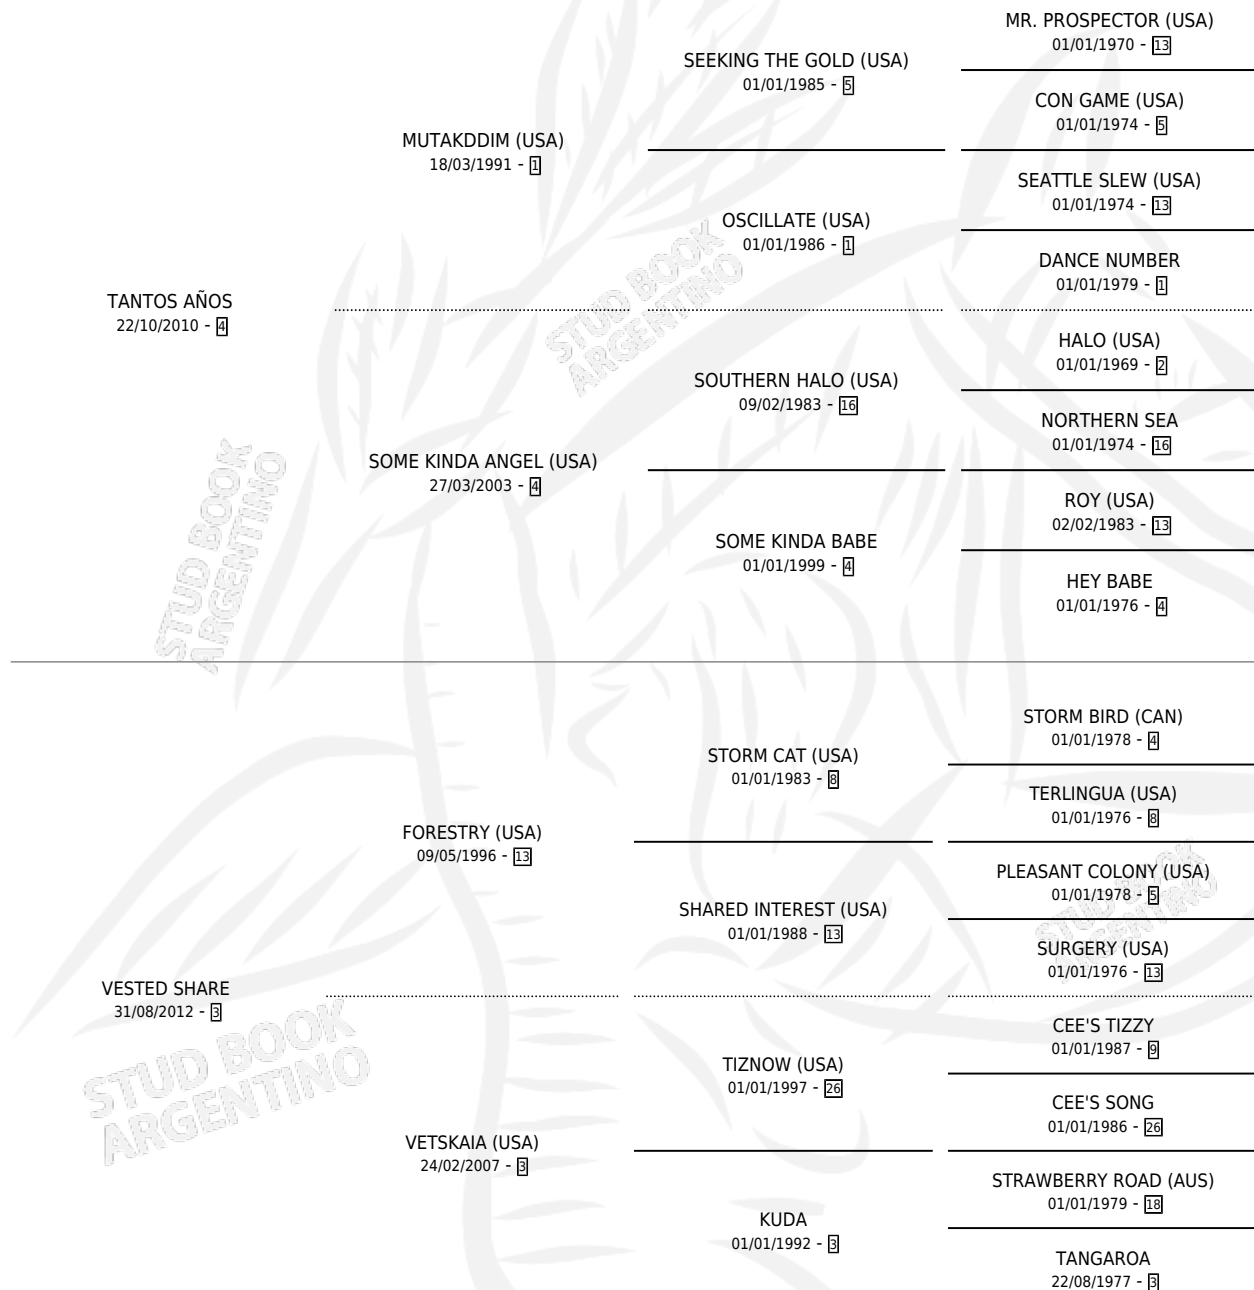 MR. PROSPECTOR (USA)
01/01/1970 - 13
SEEKING THE GOLD (USA)
01/01/1985 - 5
CON GAME (USA)
01/01/1974 - 5
MUTAKDDIM (USA)
18/03/1991 - 1
SEATTLE SLEW (USA)
01/01/1974 - 13
OSCILLATE (USA)
01/01/1986 - 1
DANCE NUMBER
01/01/1979 - 1
STUD BOOK
ARGENTINO
TANTOS AÑOS
22/10/2010 - 4
HALO (USA)
01/01/1969 - 2
SOUTHERN HALO (USA)
09/02/1983 - 16
NORTHERN SEA
01/01/1974 - 16
SOME KINDA ANGEL (USA)
27/03/2003 - 4
ROY (USA)
02/02/1983 - 13
SOME KINDA BABE
01/01/1999 - 4
HEY BABE
01/01/1976 - 4
STUD BOOK
ARGENTINO
STORM BIRD (CAN)
01/01/1978 - 4
STORM CAT (USA)
01/01/1983 - 8
TERLINGUA (USA)
01/01/1976 - 8
FORESTRY (USA)
09/05/1996 - 13
PLEASANT COLONY (USA)
01/01/1978 - 5
SHARED INTEREST (USA)
01/01/1988 - 13
STUD BOOK
ARGENTINO
SURGERY (USA)
01/01/1976 - 13
VESTED SHARE
31/08/2012 - 3
CEE'S TIZZY
01/01/1987 - 9
TIZNOW (USA)
01/01/1997 - 26
STUD BOOK
ARGENTINO
CEE'S SONG
01/01/1986 - 26
VETSKAIA (USA)
24/02/2007 - 3
STRAWBERRY ROAD (AUS)
01/01/1979 - 18
KUDA
01/01/1992 - 3
TANGAROA
22/08/1977 - 3